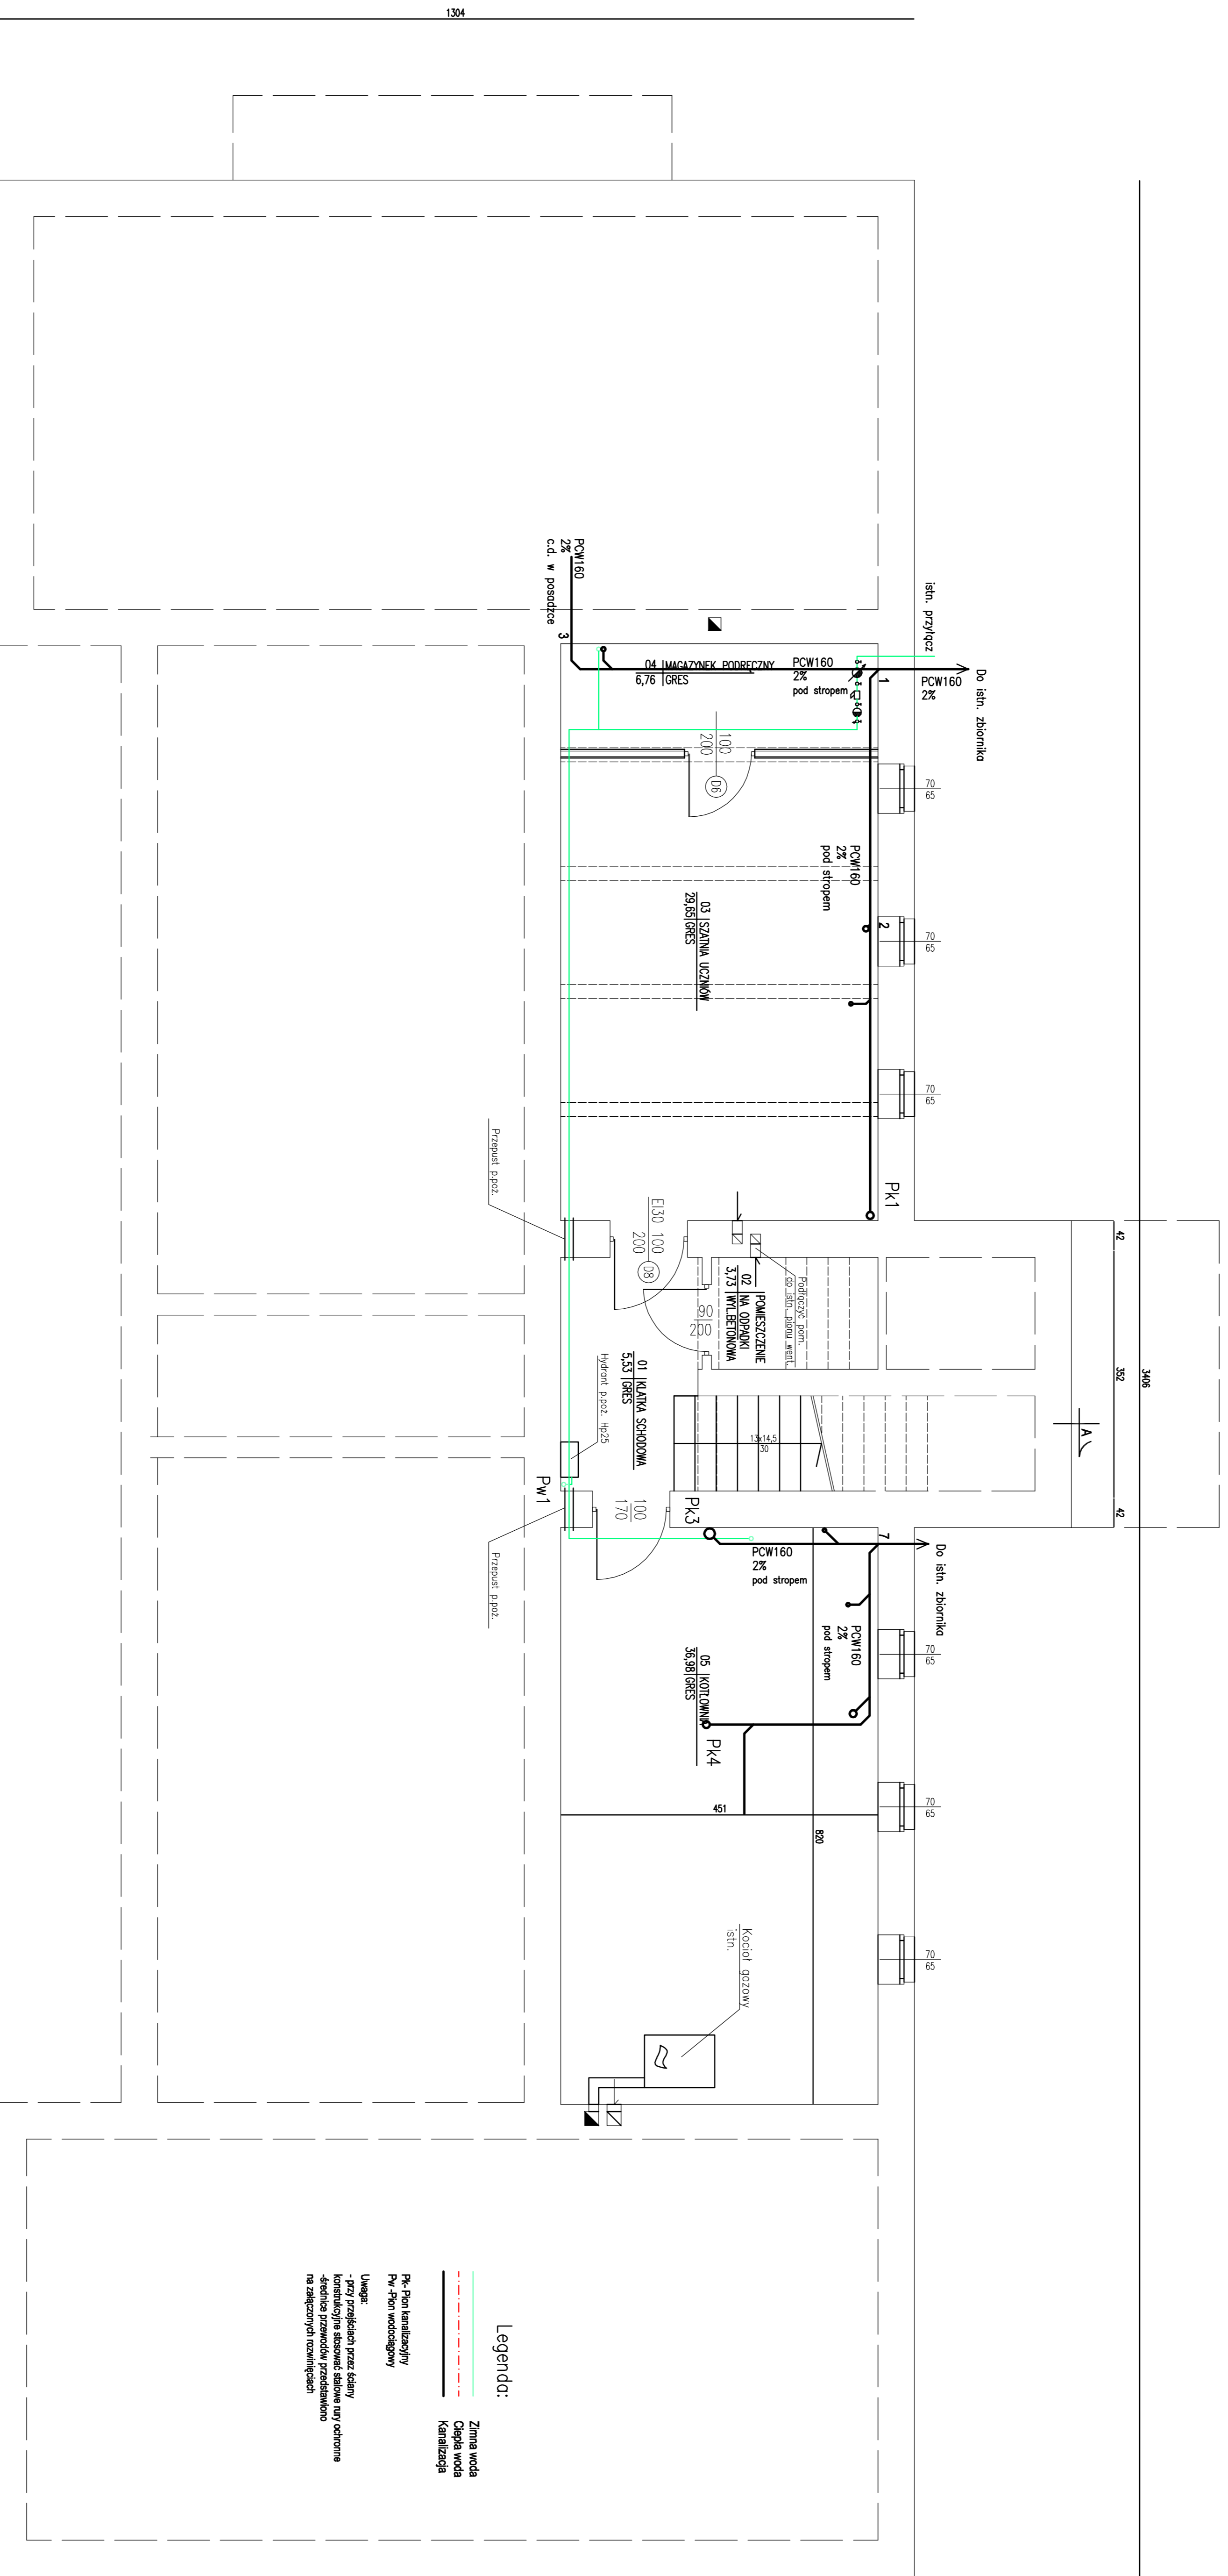 1304
3406
42
352
42
A
istn. przyłącz
Do istn. zbiornika
PCW160
2%
1
PCW160
2%
pod stropem
PCW160
2%
c.d. w posadzce
3
04 MAGAZYNEK PODRĘCZNY
6,76 GRES
100
200
D6
70
65
70
65
70
65
PCW160
2%
pod stropem
2
03 SZATNIA UCZNIÓW
29,65 GRES
Pk1
Przepust p.poż.
EI30 100
200
D8
90
200
Podłączyć pom.
do istn. pionu went.
02 POMIESZCZENIE
NA ODPADKI
3,73 WYL.BETONOWA
01 KLATKA SCHODOWA
5,53 GRES
Hydrant p.poż. Hp25
13x14,5
30
Pw1
100
170
Pk3
7
Do istn. zbiornika
PCW160
2%
pod stropem
Przepust p.poż.
PCW160
2%
pod stropem
70
65
70
65
70
65
05 KOTŁOWNIA
36,98 GRES
Pk4
451
820
Kocioł gazowy
istn.
Legenda:
Zimna woda
Ciepła woda
Kanalizacja
Pk- Pion kanalizacyjny
Pw -Pion wodociągowy
Uwaga:
- przy przejściach przez ściany
konstrukcyjne stosować stalowe rury ochronne
-średnice przewodów przedstawiono
na załączonych rozwinięciach